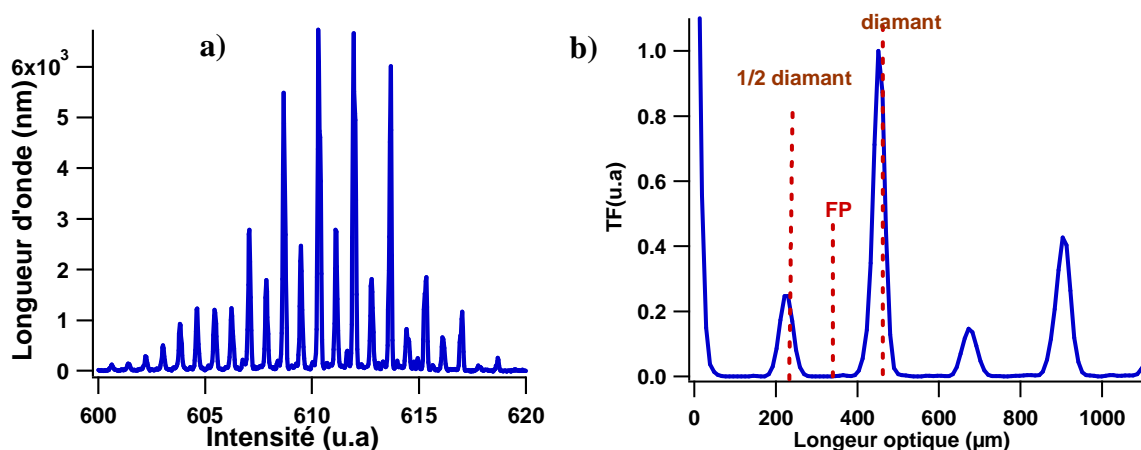 a)
6x10³
5
4
3
2
1
0
Longueur d'onde (nm)
600
605
610
615
620
Intensité (u.a)
b)
diamant
1/2 diamant
FP
1.0
0.8
0.6
0.4
0.2
0.0
TF(u.a)
0
200
400
600
800
1000
Longeur optique (µm)